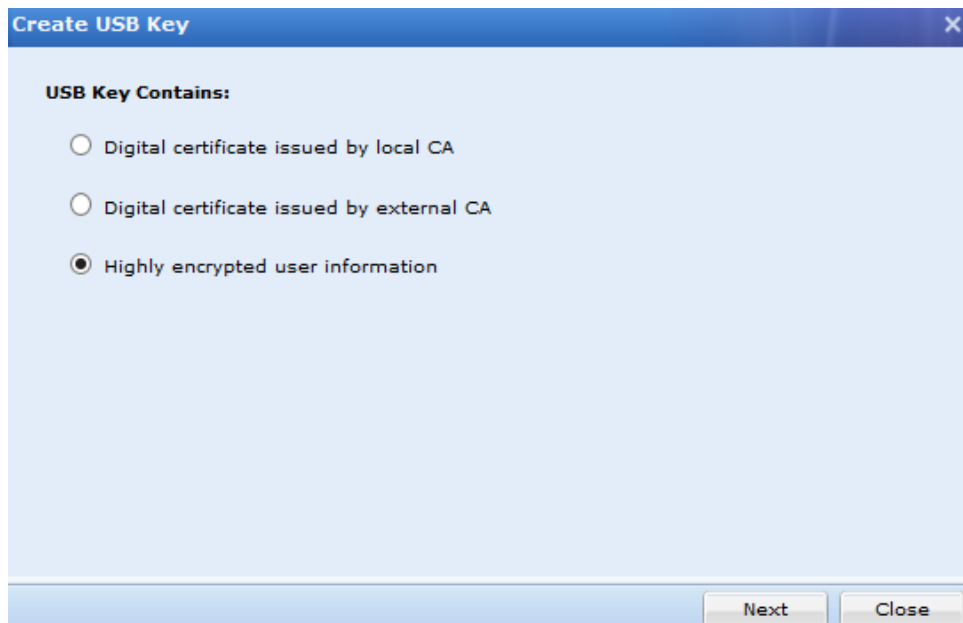 Create USB Key
USB Key Contains:
Digital certificate issued by local CA
Digital certificate issued by external CA
Highly encrypted user information
Next Close